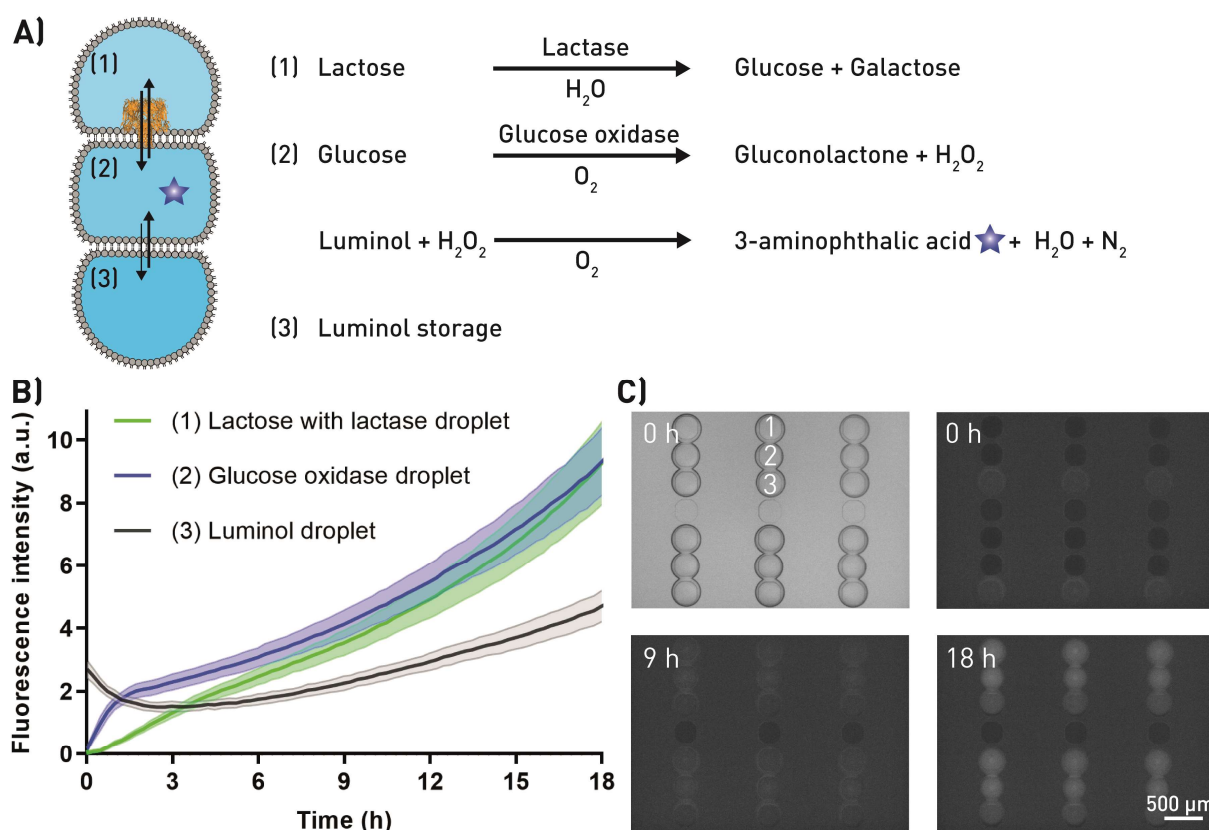 A)
(1)
(2)
(3)
(1) Lactose Lactase H₂O Glucose + Galactose
(2) Glucose Glucose oxidase O₂ Gluconolactone + H₂O₂
Luminol + H₂O₂ O₂ 3-aminophthalic acid + H₂O + N₂
(3) Luminol storage
B)
Fluorescence intensity (a.u.)
10
8
6
4
2
0
(1) Lactose with lactase droplet
(2) Glucose oxidase droplet
(3) Luminol droplet
0 3 6 9 12 15 18
Time (h)
C)
0 h
1
2
3
0 h
9 h
18 h
500 µm